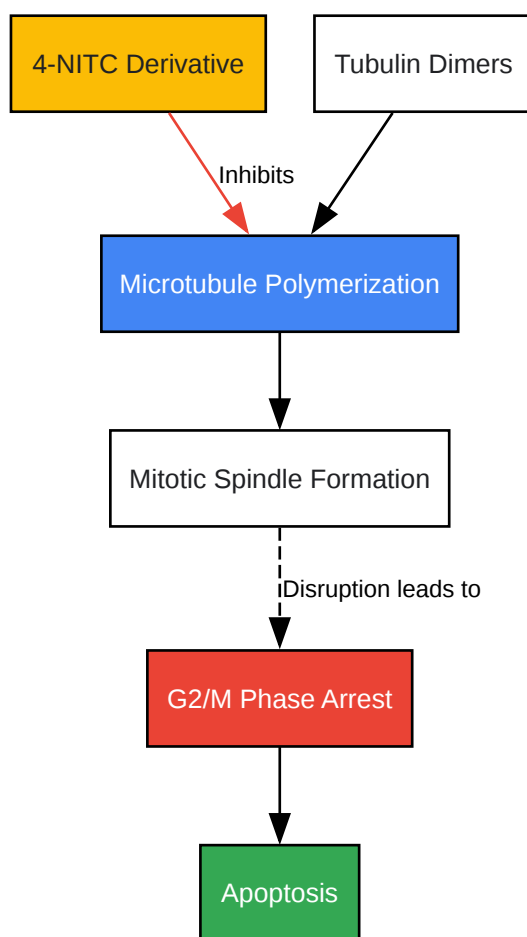 4-NITC Derivative
Tubulin Dimers
Inhibits
Microtubule Polymerization
Mitotic Spindle Formation
Disruption leads to
G2/M Phase Arrest
Apoptosis